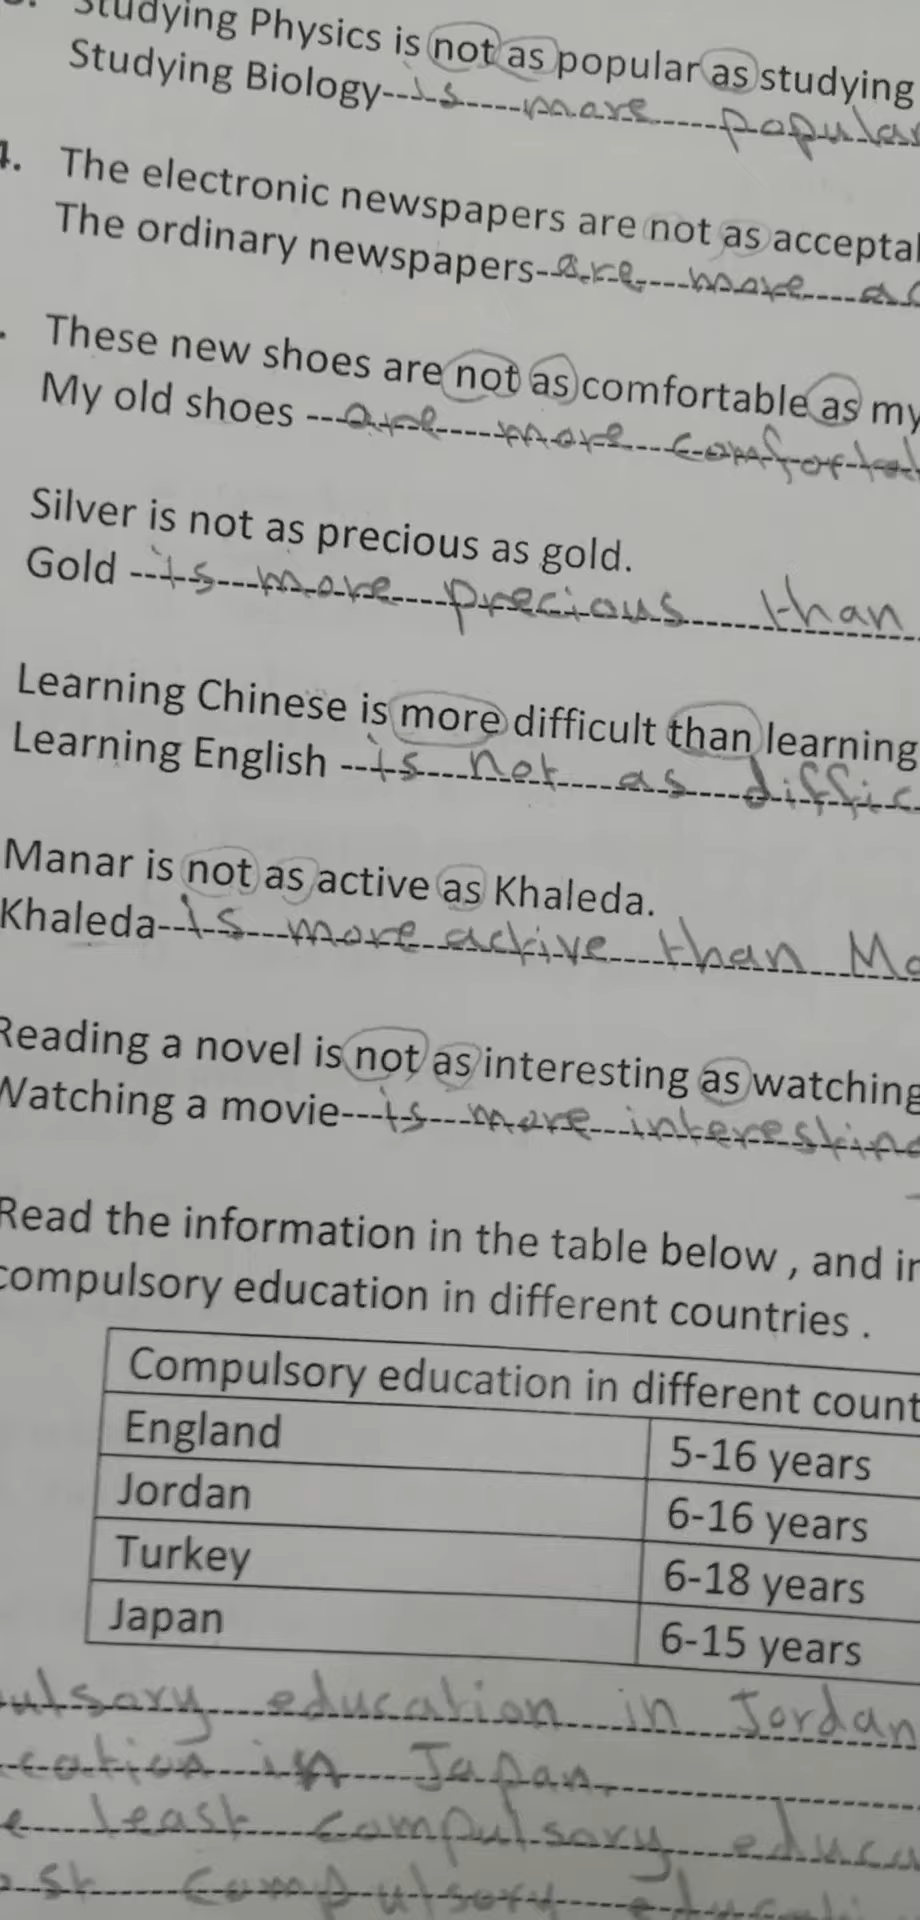 Studying Physics is not as popular as studying
Studying Biology---is----more----popular
4. The electronic newspapers are not as
The ordinary newspapers--are---more---
. These new shoes are not as comfortable as my
My old shoes ---are---more---
Silver is not as precious as gold.
Gold ---is---more---precious---than
Learning Chinese is more difficult than learning
Learning English ---is---not---as---
Manar is not as active as Khaleda.
Khaleda--is---more active---than
Reading a novel is not as interesting as watching
Watching a movie---is---more---
Read the information in the table below , and
compulsory education in different countries .
Compulsory education in different
England 5-16 years
Jordan 6-16 years
Turkey 6-18 years
Japan 6-15 years
education in Jordan
in Japan.
least compulsory
compulsory